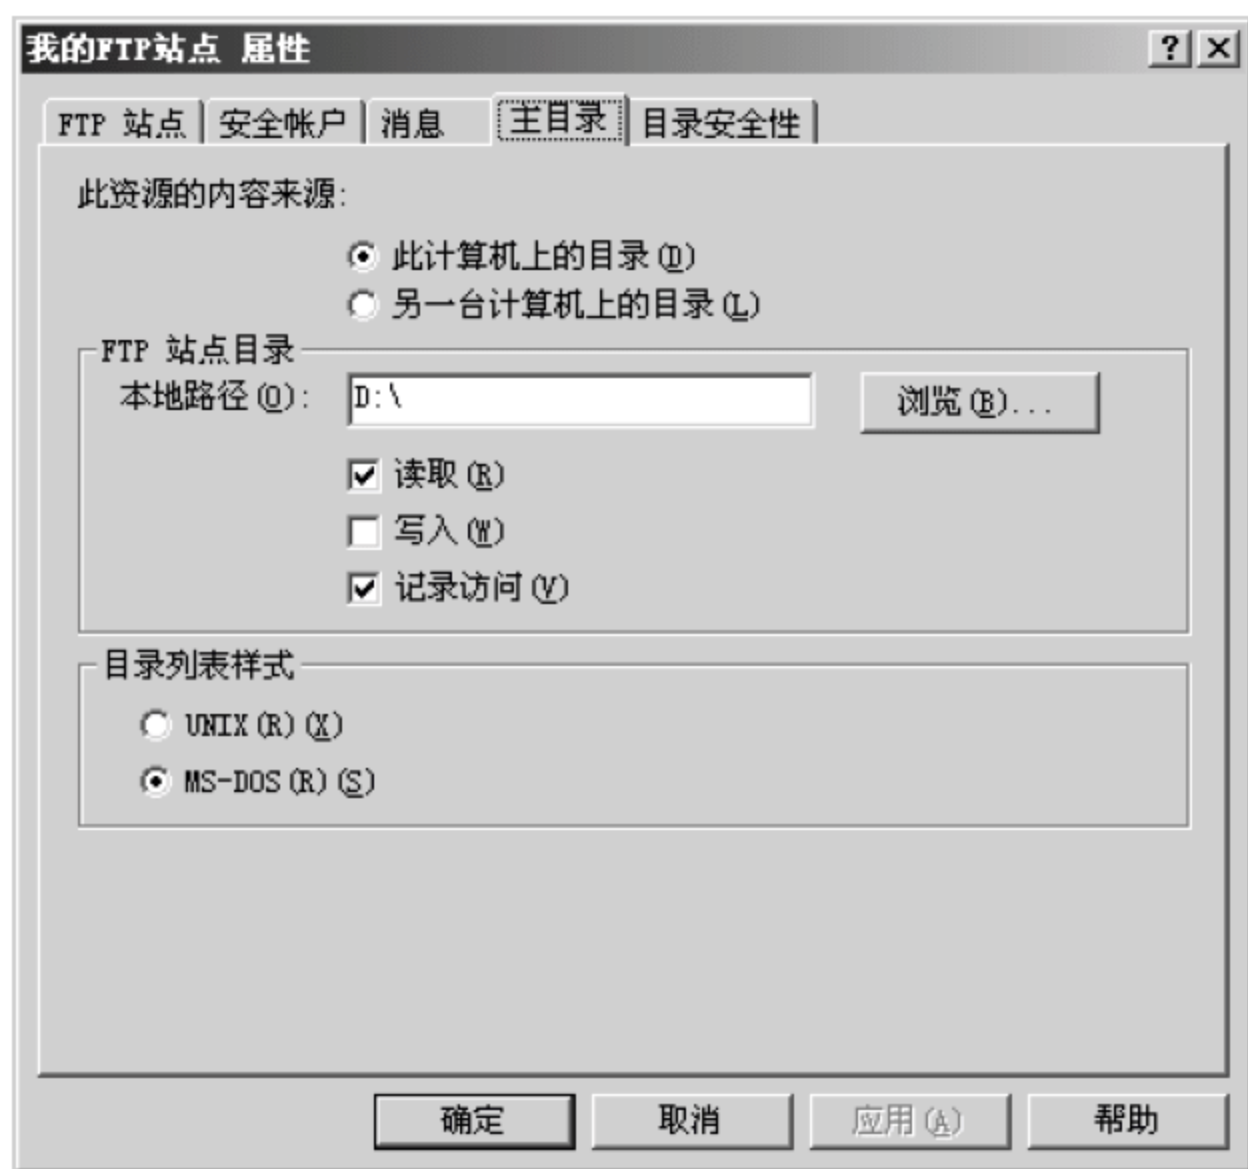 我的FTP站点 属性
FTP 站点 安全帐户 消息 主目录 目录安全性
此资源的内容来源:
此计算机上的目录(D)
另一台计算机上的目录(L)
FTP 站点目录
本地路径(O): D:\ 浏览(B)...
读取(R)
写入(W)
记录访问(V)
目录列表样式
UNIX(R)(X)
MS-DOS(R)(S)
确定 取消 应用(A) 帮助